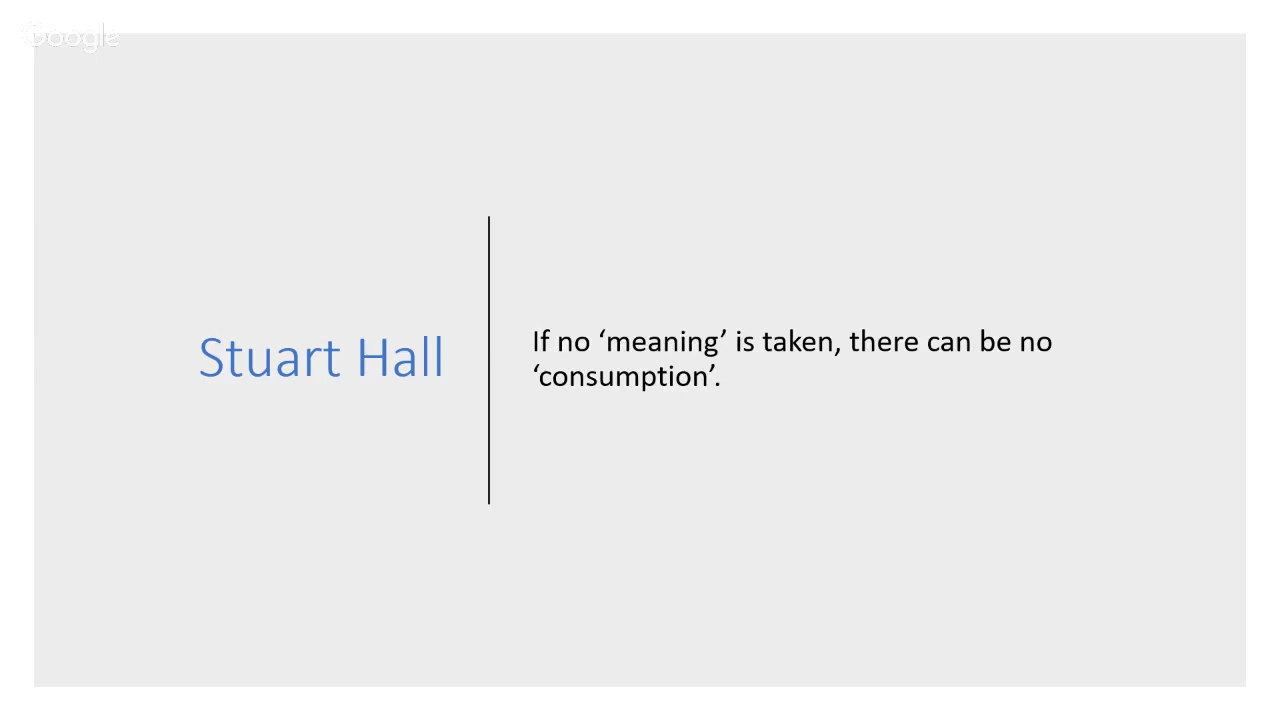 Google
Stuart Hall
If no ‘meaning’ is taken, there can be no
‘consumption’.